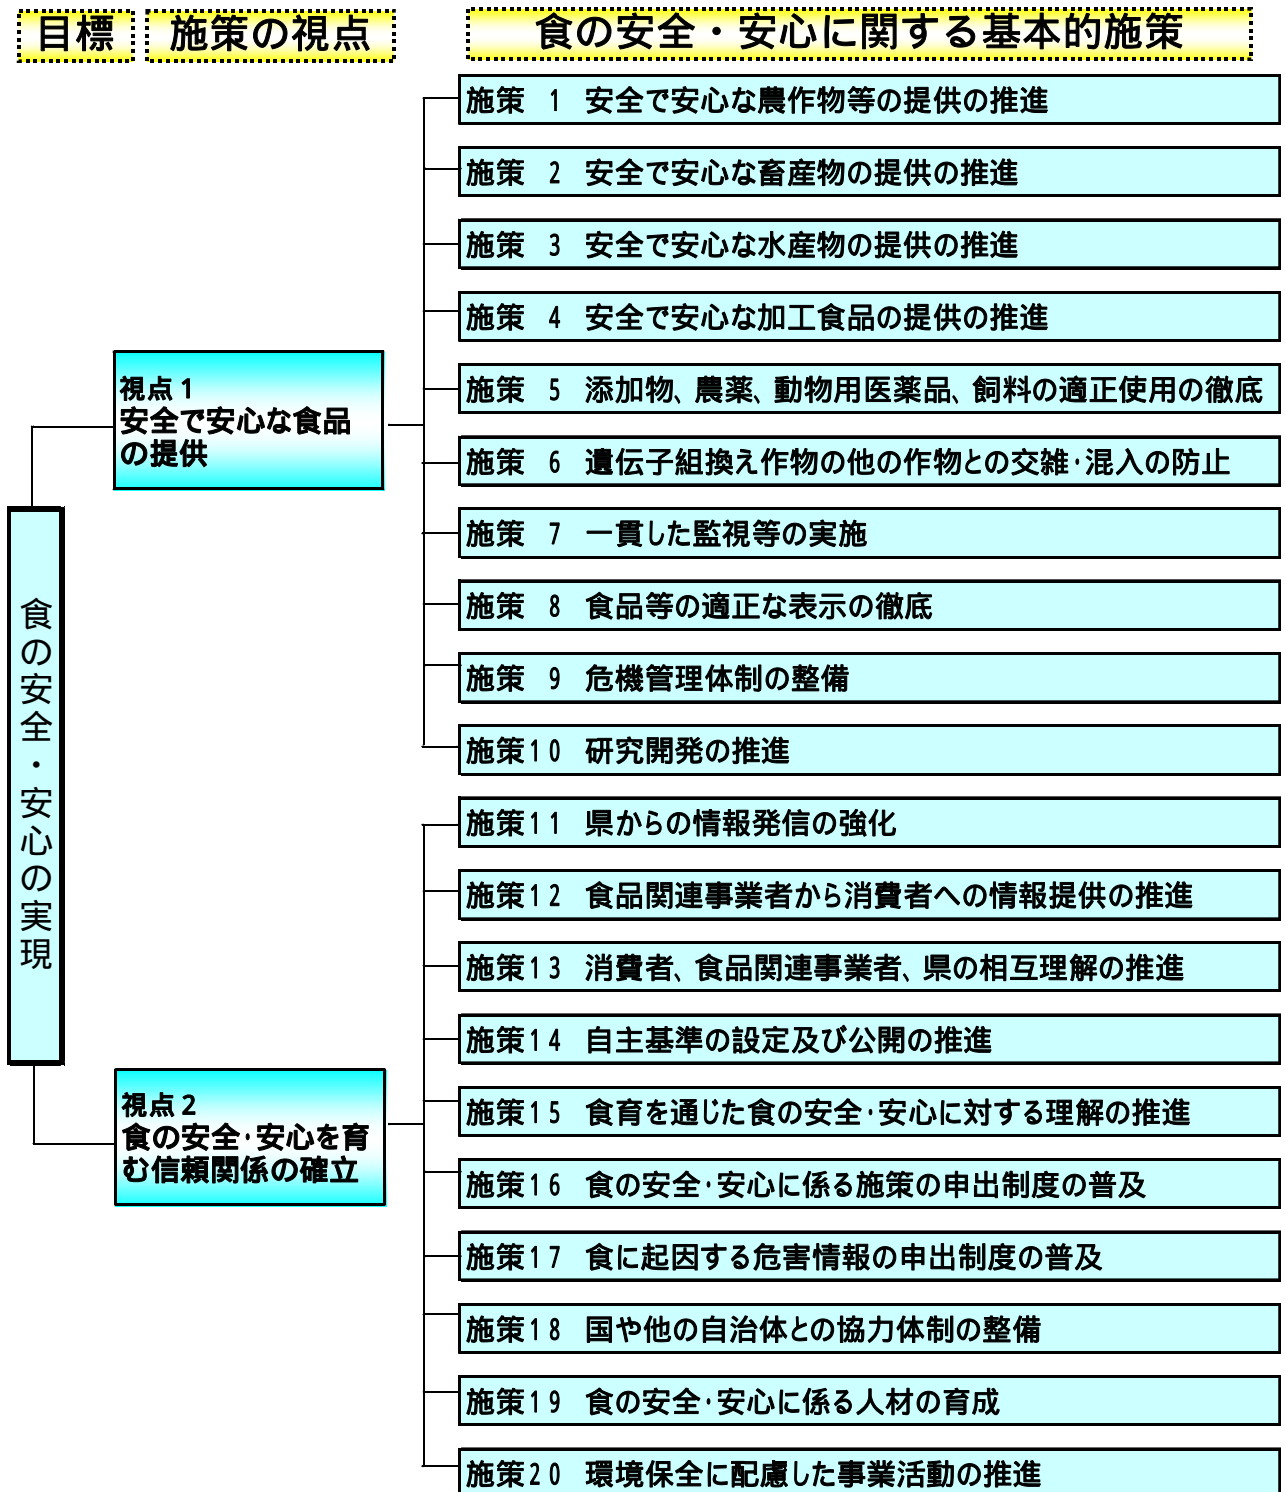 目標
施策の視点
食の安全・安心に関する基本的施策
食の安全・安心の実現
視点1
安全で安心な食品
の提供
施策 1 安全で安心な農作物等の提供の推進
施策 2 安全で安心な畜産物の提供の推進
施策 3 安全で安心な水産物の提供の推進
施策 4 安全で安心な加工食品の提供の推進
施策 5 添加物、農薬、動物用医薬品、飼料の適正使用の徹底
施策 6 遺伝子組換え作物の他の作物との交雑・混入の防止
施策 7 一貫した監視等の実施
施策 8 食品等の適正な表示の徹底
施策 9 危機管理体制の整備
施策10 研究開発の推進
視点2
食の安全・安心を育
む信頼関係の確立
施策11 県からの情報発信の強化
施策12 食品関連事業者から消費者への情報提供の推進
施策13 消費者、食品関連事業者、県の相互理解の推進
施策14 自主基準の設定及び公開の推進
施策15 食育を通じた食の安全・安心に対する理解の推進
施策16 食の安全・安心に係る施策の申出制度の普及
施策17 食に起因する危害情報の申出制度の普及
施策18 国や他の自治体との協力体制の整備
施策19 食の安全・安心に係る人材の育成
施策20 環境保全に配慮した事業活動の推進